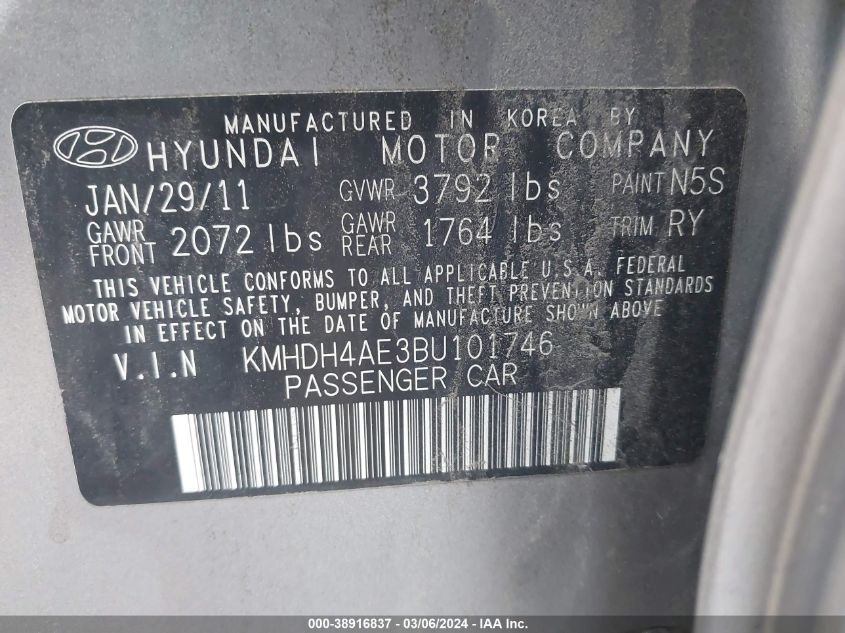 MANUFACTURED IN KOREA BY
HYUNDAI MOTOR COMPANY
JAN/29/11 GVWR 3792 lbs PAINT N5S
GAWR FRONT 2072 lbs GAWR REAR 1764 lbs TRIM RY
THIS VEHICLE CONFORMS TO ALL APPLICABLE U.S.A. FEDERAL
MOTOR VEHICLE SAFETY, BUMPER, AND THEFT PREVENTION STANDARDS
IN EFFECT ON THE DATE OF MANUFACTURE SHOWN ABOVE
V.I.N KMHDH4AE3BU101746
PASSENGER CAR
000-38916837 - 03/06/2024 - IAA Inc.